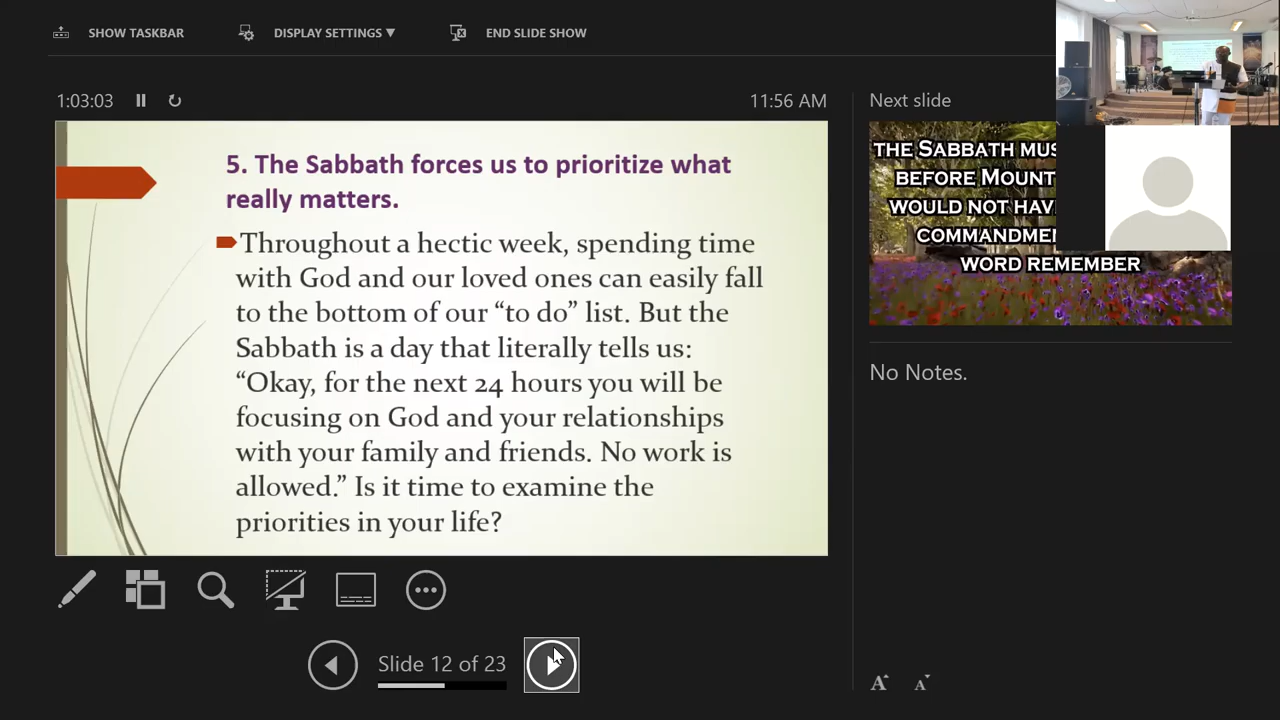 SHOW TASKBAR
DISPLAY SETTINGS ▼
END SLIDE SHOW
1:03:03
11:56 AM
5. The Sabbath forces us to prioritize what
really matters.
Throughout a hectic week, spending time
with God and our loved ones can easily fall
to the bottom of our “to do” list. But the
Sabbath is a day that literally tells us:
“Okay, for the next 24 hours you will be
focusing on God and your relationships
with your family and friends. No work is
allowed.” Is it time to examine the
priorities in your life?
Slide 12 of 23
Next slide
THE SABBATH
BEFORE
WOULD NOT
WORD REMEMBER
No Notes.
A A